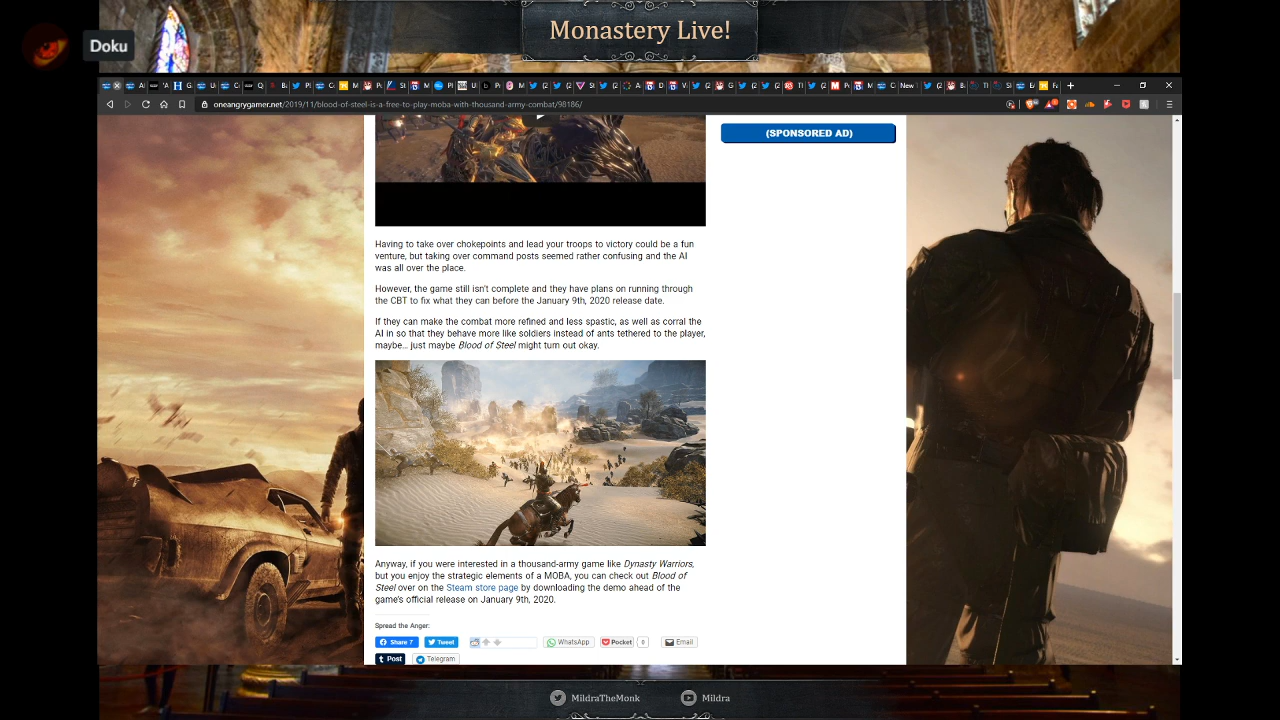 Monastery Live!
Doku
oneangrygamer.net/2019/11/blood-of-steel-is-a-free-to-play-moba-with-thousand-army-combat/98186/
(SPONSORED AD)
Having to take over chokepoints and lead your troops to victory could be a fun
venture, but taking over command posts seemed rather confusing and the AI
was all over the place.
However, the game still isn't complete and they have plans on running through
the CBT to fix what they can before the January 9th, 2020 release date.
If they can make the combat more refined and less spastic, as well as corral the
AI in so that they behave more like soldiers instead of ants tethered to the player,
maybe... just maybe Blood of Steel might turn out okay.
Anyway, if you were interested in a thousand-army game like Dynasty Warriors,
but you enjoy the strategic elements of a MOBA, you can check out Blood of
Steel over on the Steam store page by downloading the demo ahead of the
game's official release on January 9th, 2020.
Spread the Anger:
Share 7 Tweet WhatsApp Pocket 0 Email
Post Telegram
MildraTheMonk Mildra